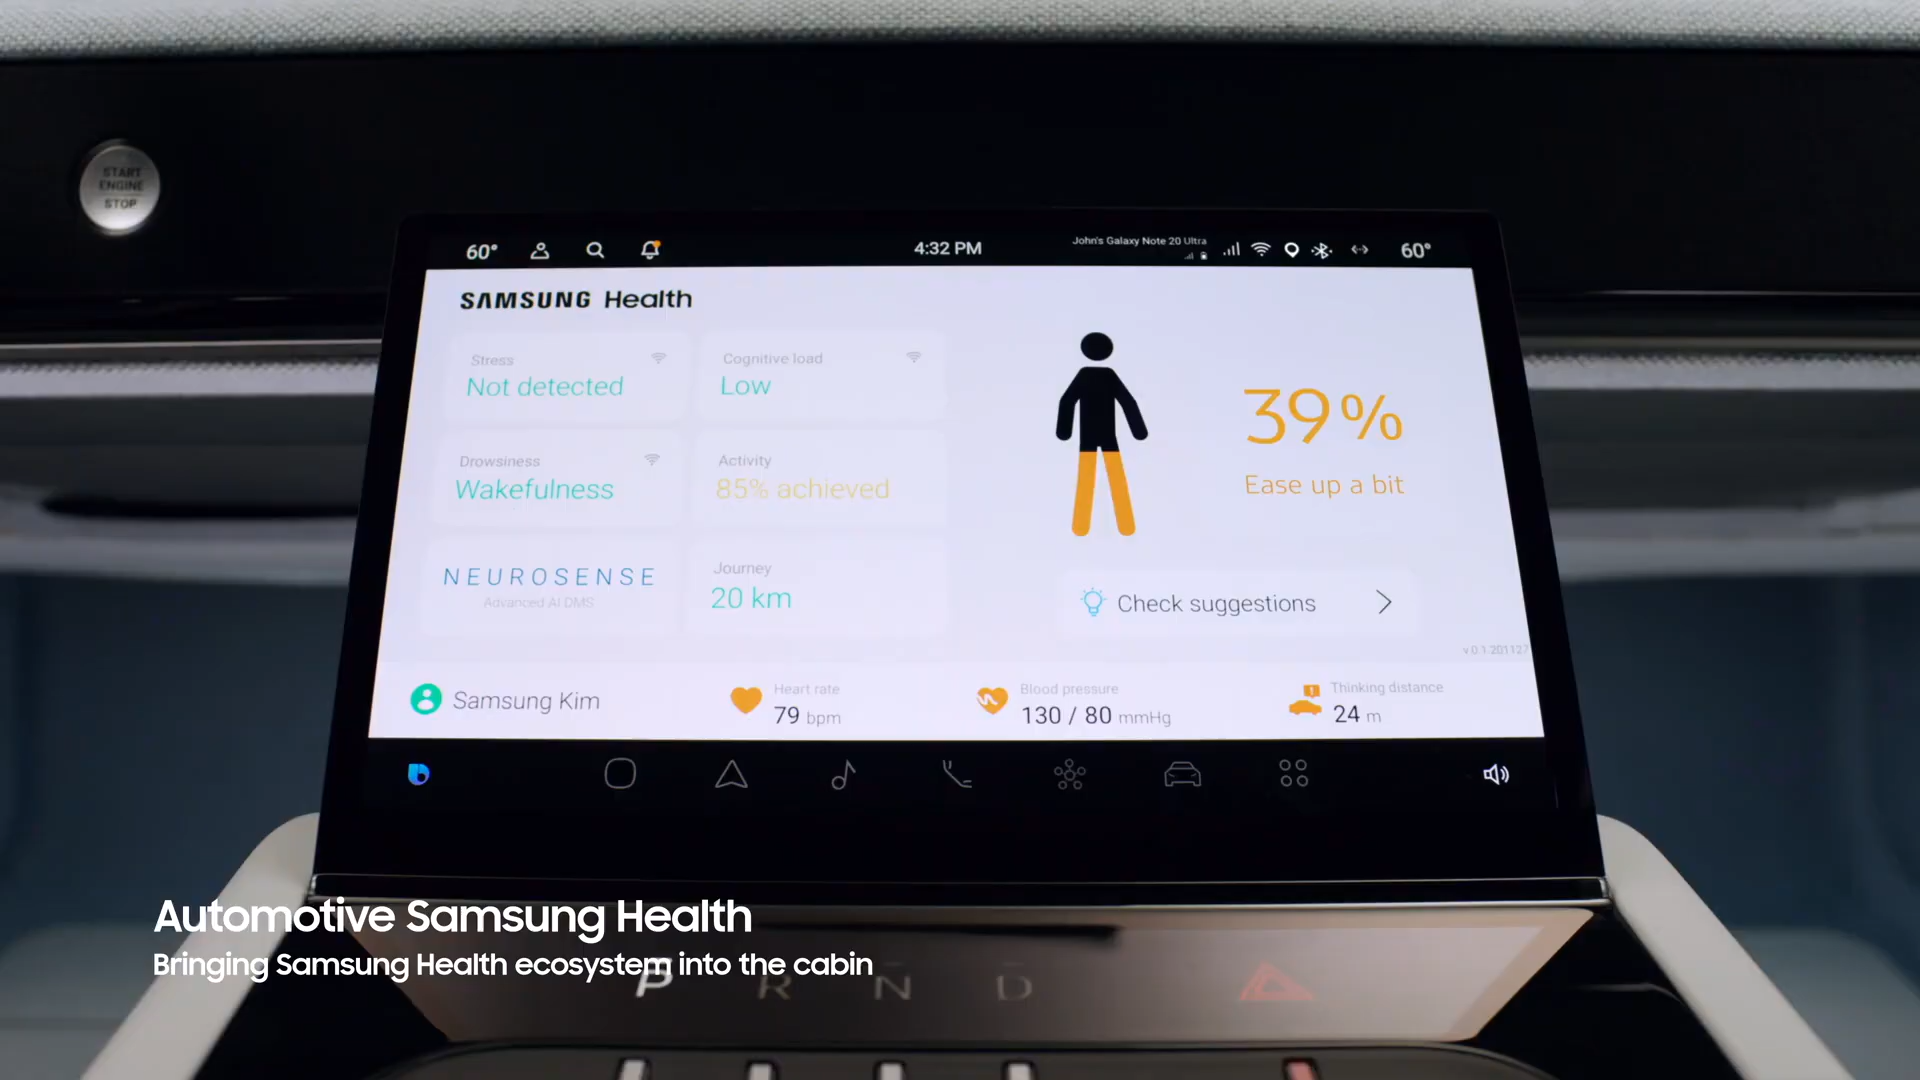 START
ENGINE
STOP
60°
4:32 PM
John's Galaxy Note 20 Ultra
60°
SAMSUNG Health
Stress
Not detected
Cognitive load
Low
Drowsiness
Wakefulness
Activity
85% achieved
NEUROSENSE
Advanced AI DMS
Journey
20 km
39%
Ease up a bit
Check suggestions
v 0.1.201127
Samsung Kim
Heart rate
79 bpm
Blood pressure
130 / 80 mmHg
Thinking distance
24 m
Automotive Samsung Health
Bringing Samsung Health ecosystem into the cabin
P R N D